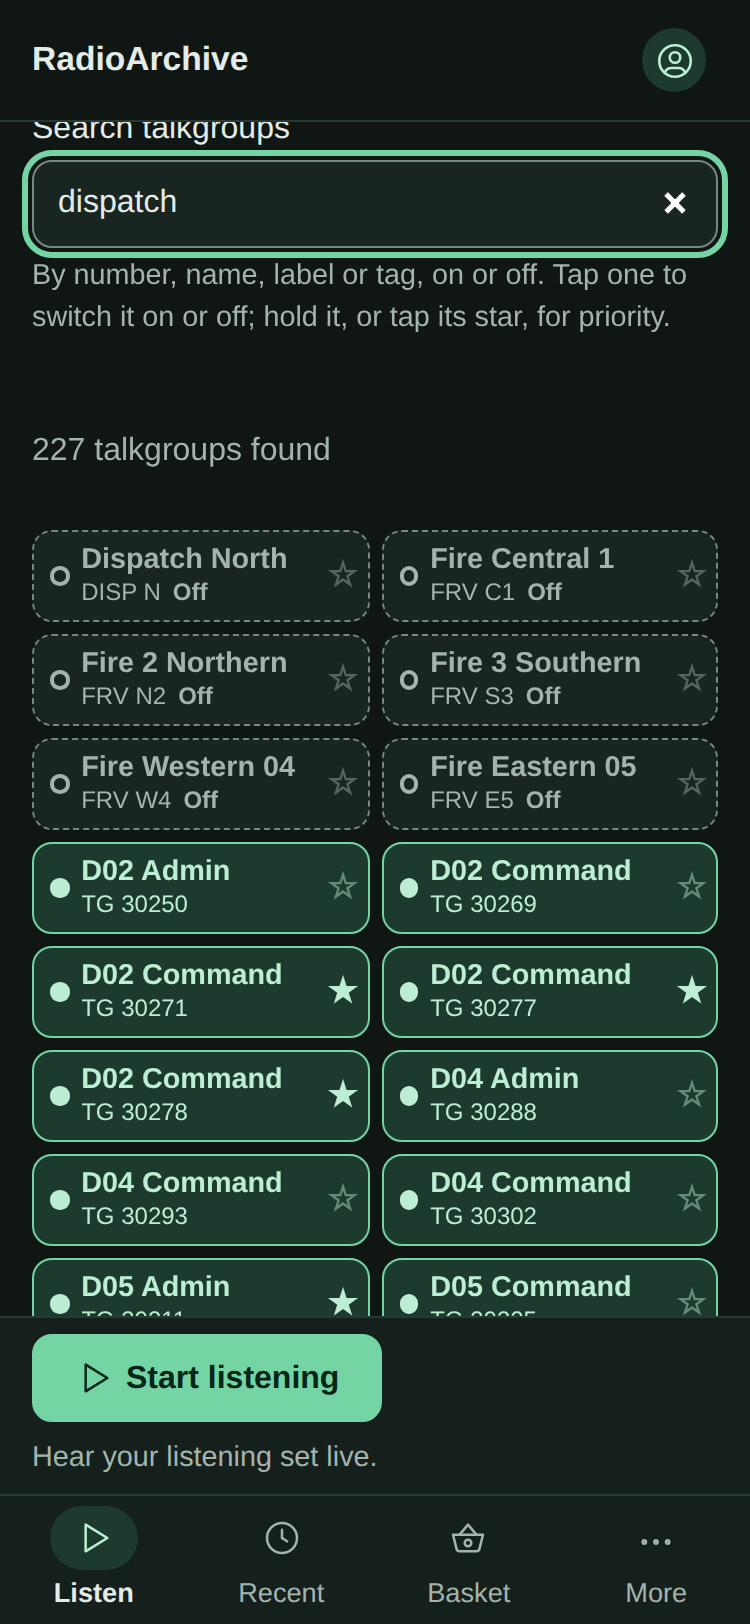 RadioArchive
Search talkgroups
dispatch
By number, name, label or tag, on or off. Tap one to
switch it on or off; hold it, or tap its star, for priority.
227 talkgroups found
Dispatch North
DISP N Off
Fire Central 1
FRV C1 Off
Fire 2 Northern
FRV N2 Off
Fire 3 Southern
FRV S3 Off
Fire Western 04
FRV W4 Off
Fire Eastern 05
FRV E5 Off
D02 Admin
TG 30250
D02 Command
TG 30269
D02 Command
TG 30271
D02 Command
TG 30277
D02 Command
TG 30278
D04 Admin
TG 30288
D04 Command
TG 30293
D04 Command
TG 30302
D05 Admin
D05 Command
Start listening
Hear your listening set live.
Listen
Recent
Basket
More